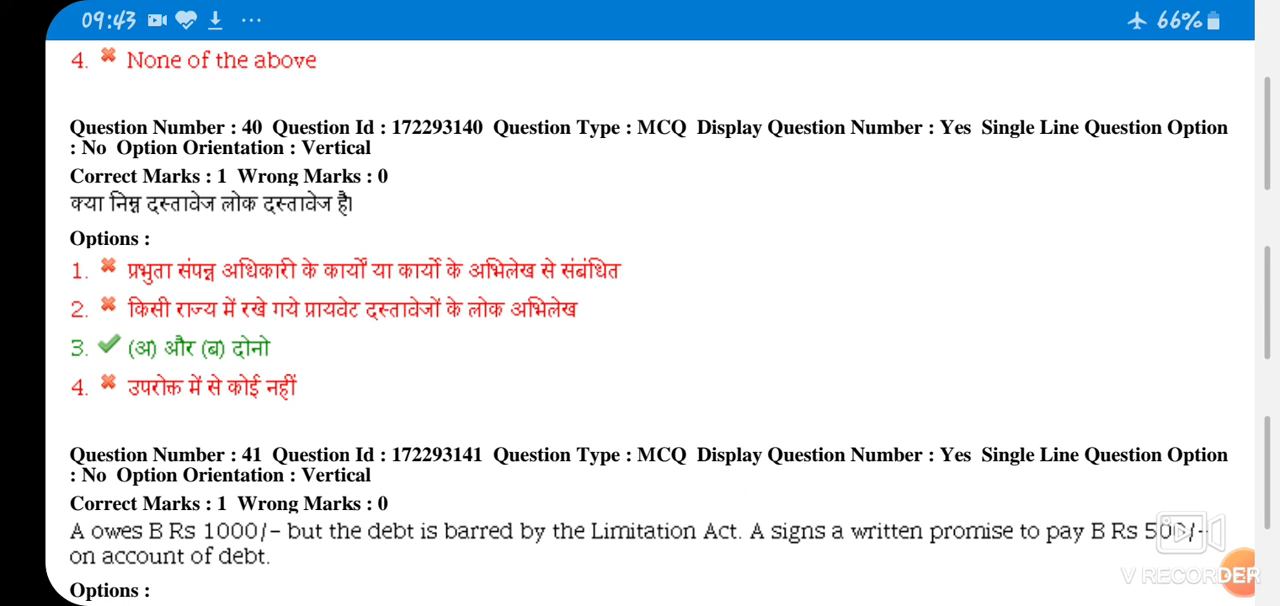 09:43 ... 66%
4. None of the above
Question Number : 40 Question Id : 172293140 Question Type : MCQ Display Question Number : Yes Single Line Question Option
: No Option Orientation : Vertical
Correct Marks : 1 Wrong Marks : 0
क्या निम्न दस्तावेज लोक दस्तावेज है।
Options :
1. प्रभुता संपन्न अधिकारी के कार्यों या कार्यो के अभिलेख से संबंधित
2. किसी राज्य में रखे गये प्रायवेट दस्तावेजों के लोक अभिलेख
3. (अ) और (ब) दोनो
4. उपरोक्त में से कोई नहीं
Question Number : 41 Question Id : 172293141 Question Type : MCQ Display Question Number : Yes Single Line Question Option
: No Option Orientation : Vertical
Correct Marks : 1 Wrong Marks : 0
A owes B Rs 1000/- but the debt is barred by the Limitation Act. A signs a written promise to pay B Rs 500/-
on account of debt.
V RECORDER
Options :